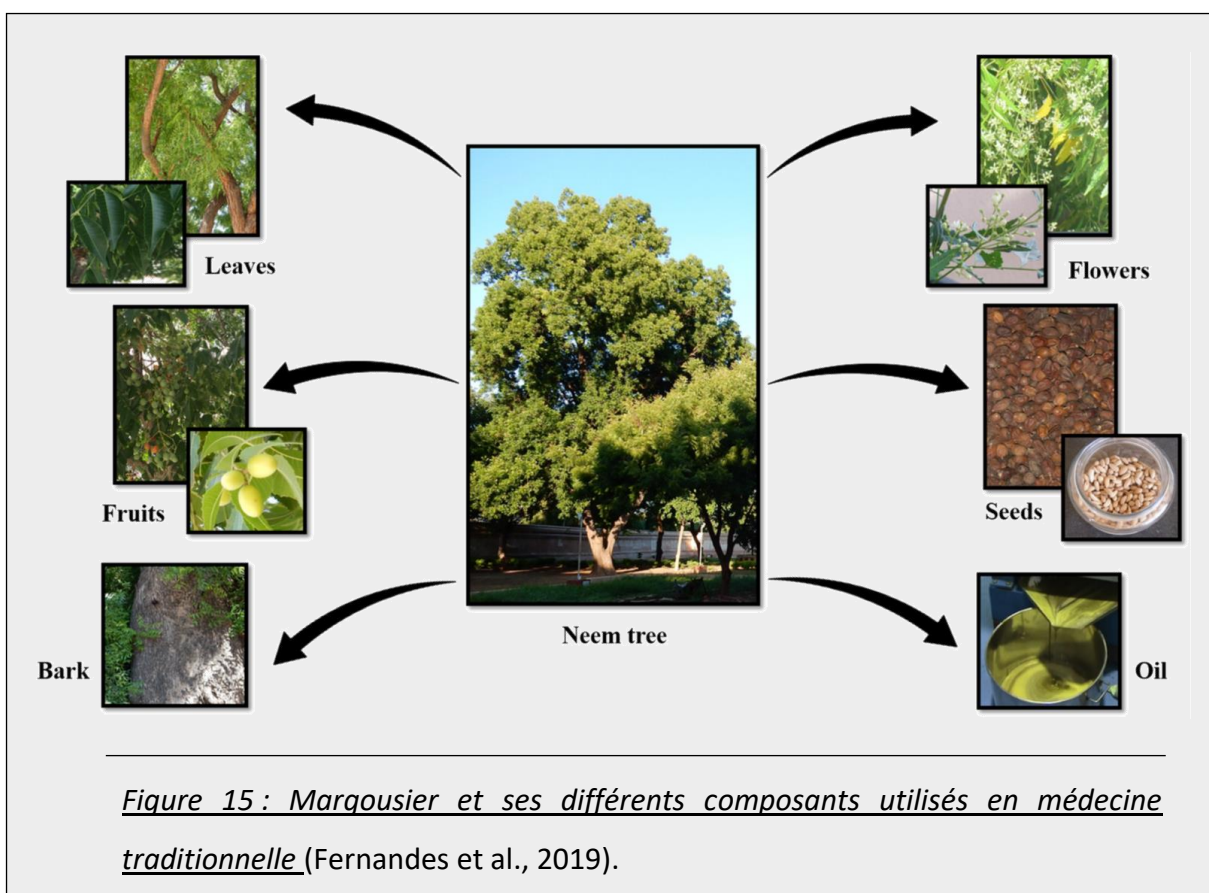 Leaves
Flowers
Fruits
Seeds
Bark
Oil
Neem tree
Figure 15 : Margousier et ses différents composants utilisés en médecine
traditionnelle (Fernandes et al., 2019).